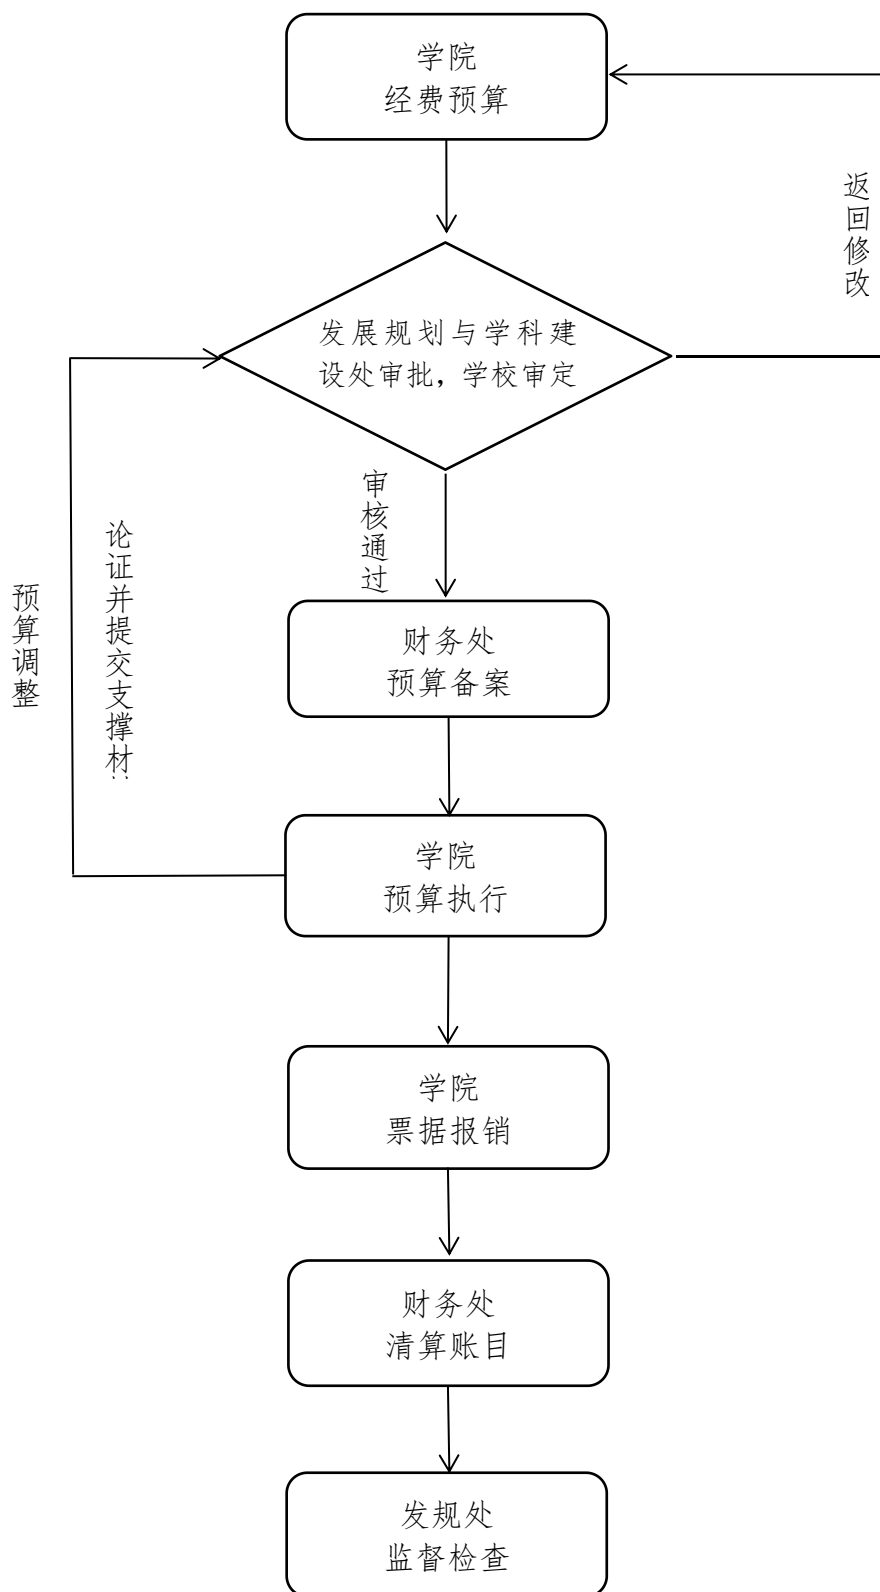 学院
经费预算
返回修改
发展规划与学科建
设处审批，学校审定
审核通过
论证并提交支撑材
预算调整
财务处
预算备案
学院
预算执行
学院
票据报销
财务处
清算账目
发规处
监督检查